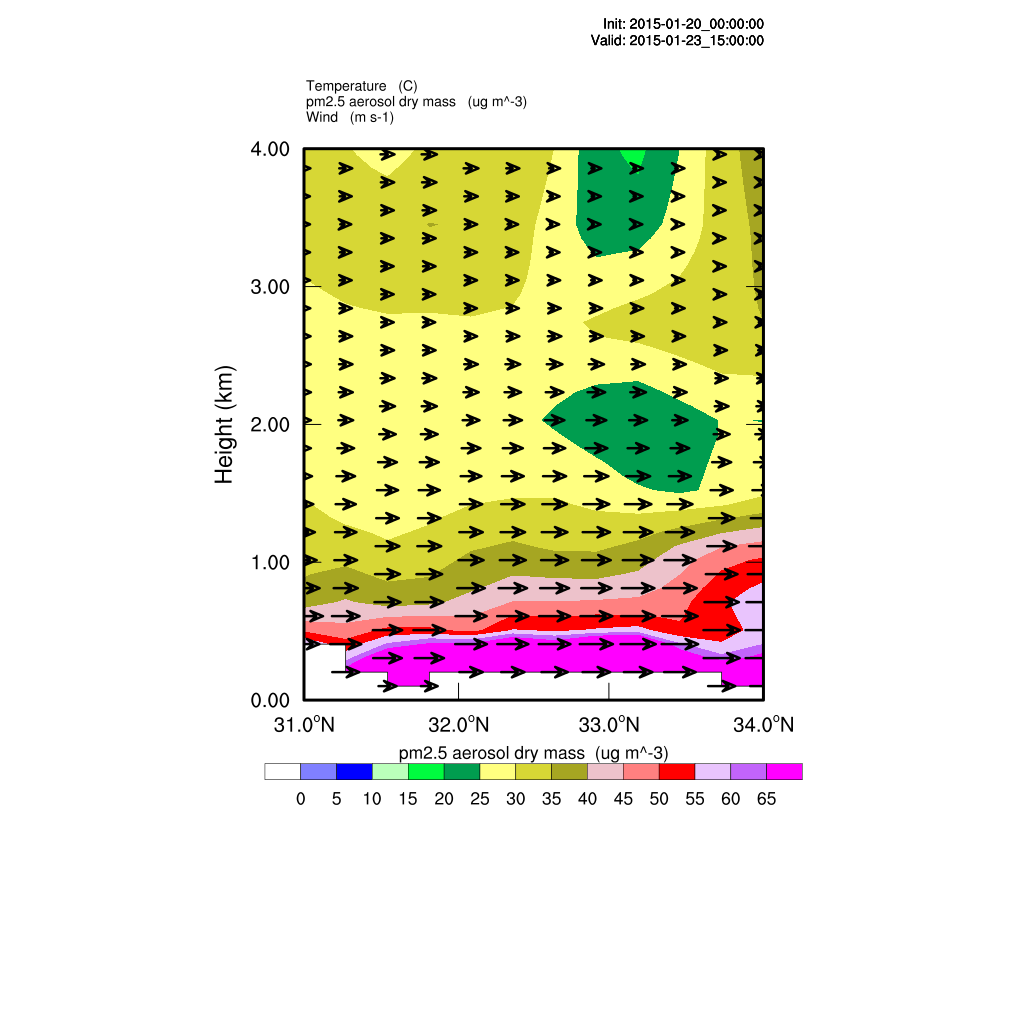 Init: 2015-01-20_00:00:00
Valid: 2015-01-23_15:00:00
Temperature (C)
pm2.5 aerosol dry mass (ug m^-3)
Wind (m s-1)
4.00
3.00
2.00
1.00
0.00
Height (km)
31.0°N 32.0°N 33.0°N 34.0°N
pm2.5 aerosol dry mass (ug m^-3)
0 5 10 15 20 25 30 35 40 45 50 55 60 65